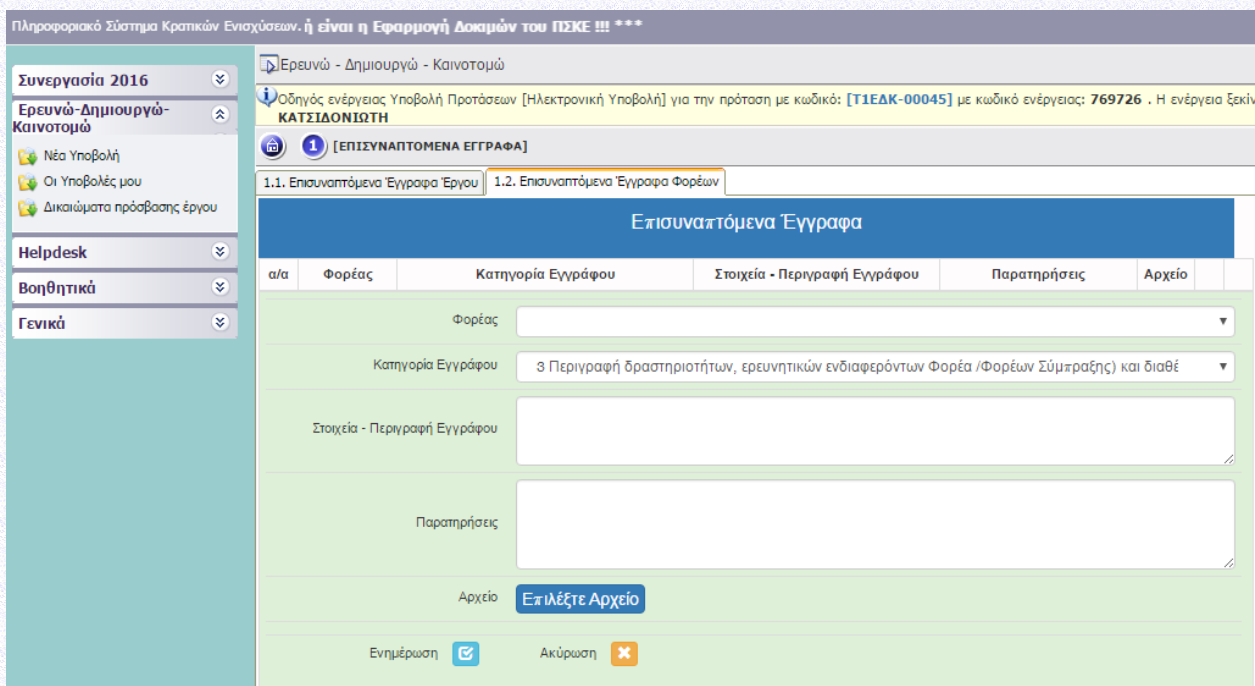 Πληροφοριακό Σύστημα Κρατικών Ενισχύσεων. ή είναι η Εφαρμογή Δοκιμών του ΠΣΚΕ !!! ***
Συνεργασία 2016
Ερευνώ-Δημιουργώ-
Καινοτομώ
Νέα Υποβολή
Οι Υποβολές μου
Δικαιώματα πρόσβασης έργου
Helpdesk
Βοηθητικά
Γενικά
Ερευνώ - Δημιουργώ - Καινοτομώ
Οδηγός ενέργειας Υποβολή Προτάσεων [Ηλεκτρονική Υποβολή] για την πρόταση με κωδικό: [Τ1ΕΔΚ-00045] με κωδικό ενέργειας: 769726 . Η ενέργεια ξεκίν
ΚΑΤΣΙΔΟΝΙΩΤΗ
1 [ΕΠΙΣΥΝΑΠΤΟΜΕΝΑ ΕΓΓΡΑΦΑ]
1.1. Επισυναπτόμενα Έγγραφα Έργου 1.2. Επισυναπτόμενα Έγγραφα Φορέων
Επισυναπτόμενα Έγγραφα
α/α Φορέας Κατηγορία Εγγράφου Στοιχεία - Περιγραφή Εγγράφου Παρατηρήσεις Αρχείο
Φορέας
Κατηγορία Εγγράφου 3 Περιγραφή δραστηριοτήτων, ερευνητικών ενδιαφερόντων Φορέα /Φορέων Σύμπραξης) και διαθέ
Στοιχεία - Περιγραφή Εγγράφου
Παρατηρήσεις
Αρχείο Επιλέξτε Αρχείο
Ενημέρωση Ακύρωση